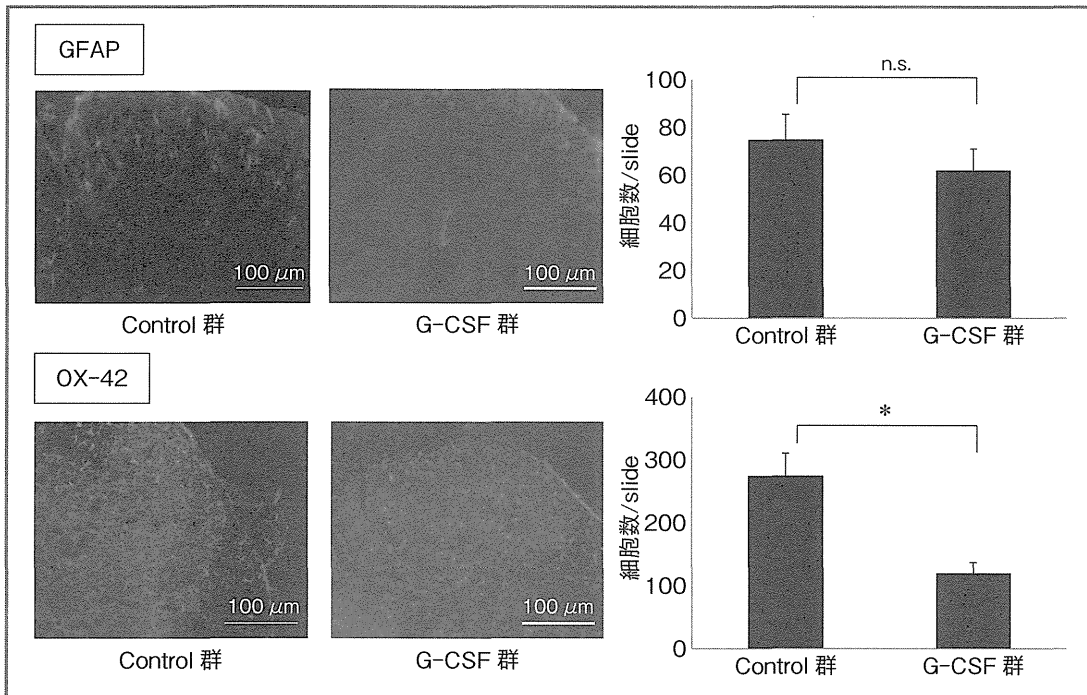 GFAP
100 μm
Control 群
100 μm
G-CSF 群
細胞数/slide
100
80
60
40
20
0
n.s.
Control 群
G-CSF 群
OX-42
100 μm
Control 群
100 μm
G-CSF 群
細胞数/slide
400
300
200
100
0
*
Control 群
G-CSF 群